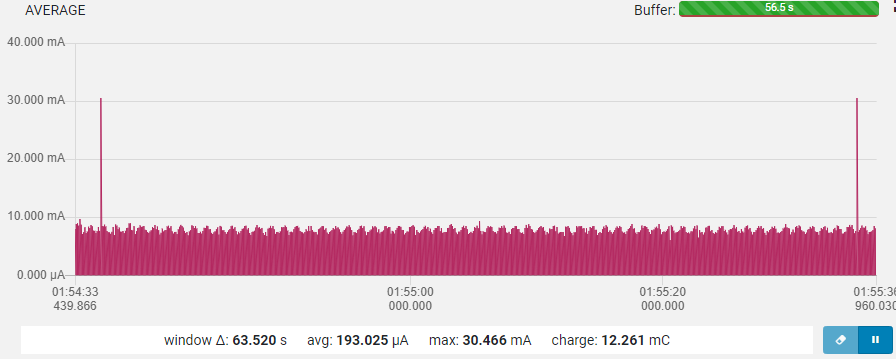 AVERAGE
Buffer: 56.5 s
40.000 mA
30.000 mA
20.000 mA
10.000 mA
0.000 µA
01:54:33 01:55:00 01:55:20 01:55:36
439.866 000.000 000.000 960.030
window Δ: 63.520 s avg: 193.025 µA max: 30.466 mA charge: 12.261 mC